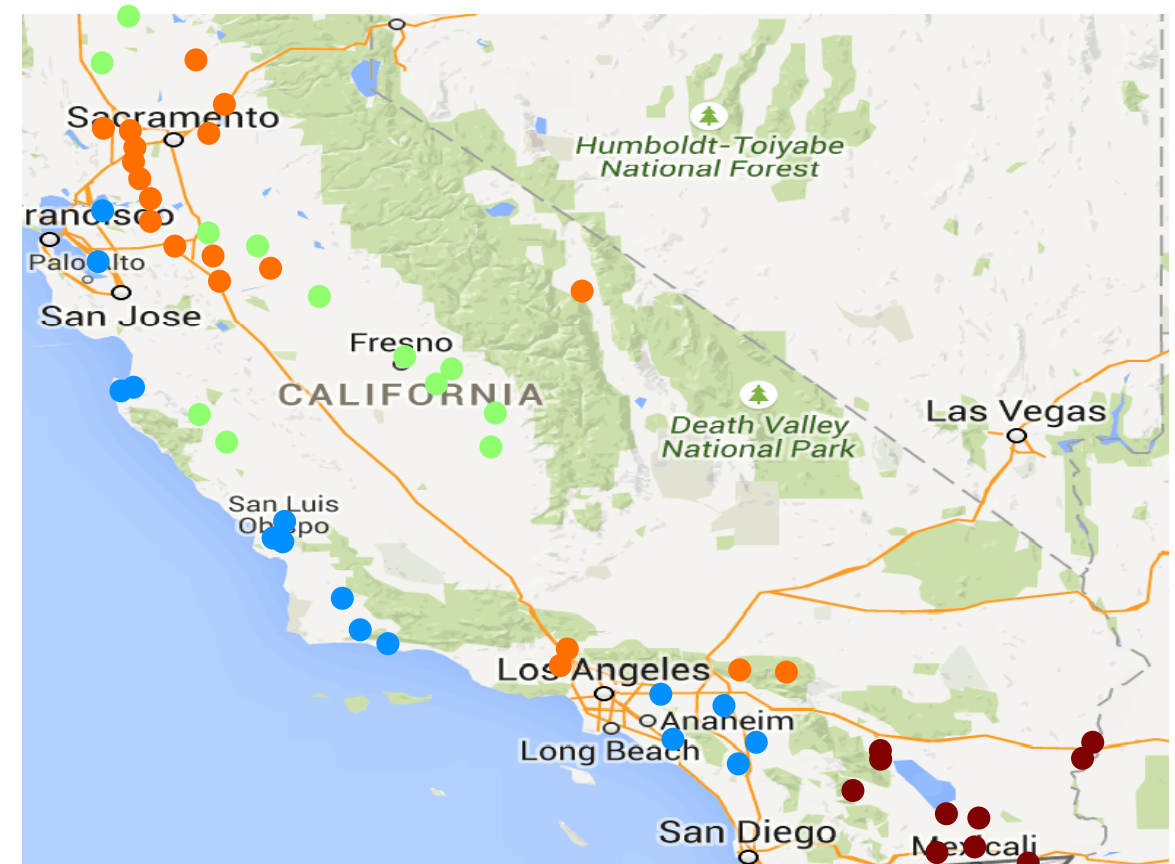 Sacramento
Humboldt-Toiyabe
National Forest
rancisco
Palo Alto
San Jose
Fresno
CALIFORNIA
Las Vegas
Death Valley
National Park
San Luis
Obispo
Los Angeles
Anaheim
Long Beach
San Diego
Mexicali